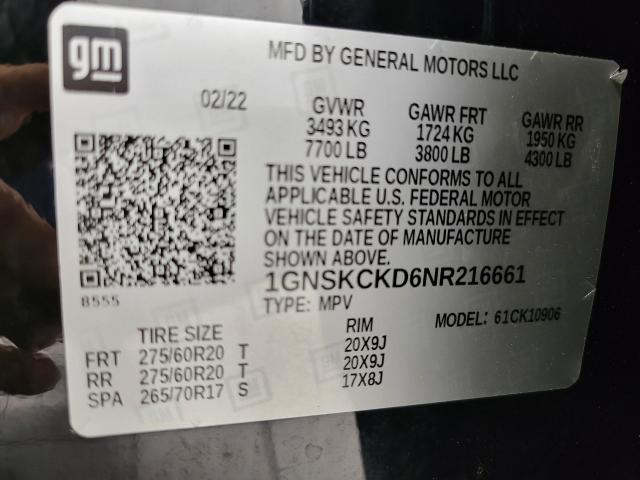 gm
MFD BY GENERAL MOTORS LLC
02/22
GVWR GAWR FRT GAWR RR
3493 KG 1724 KG 1950 KG
7700 LB 3800 LB 4300 LB
THIS VEHICLE CONFORMS TO ALL
APPLICABLE U.S. FEDERAL MOTOR
VEHICLE SAFETY STANDARDS IN EFFECT
ON THE DATE OF MANUFACTURE
SHOWN ABOVE.
1GNSKCKD6NR216661
8555
TYPE: MPV
MODEL: 61CK10906
TIRE SIZE RIM
FRT 275/60R20 T 20X9J
RR 275/60R20 T 20X9J
SPA 265/70R17 S 17X8J